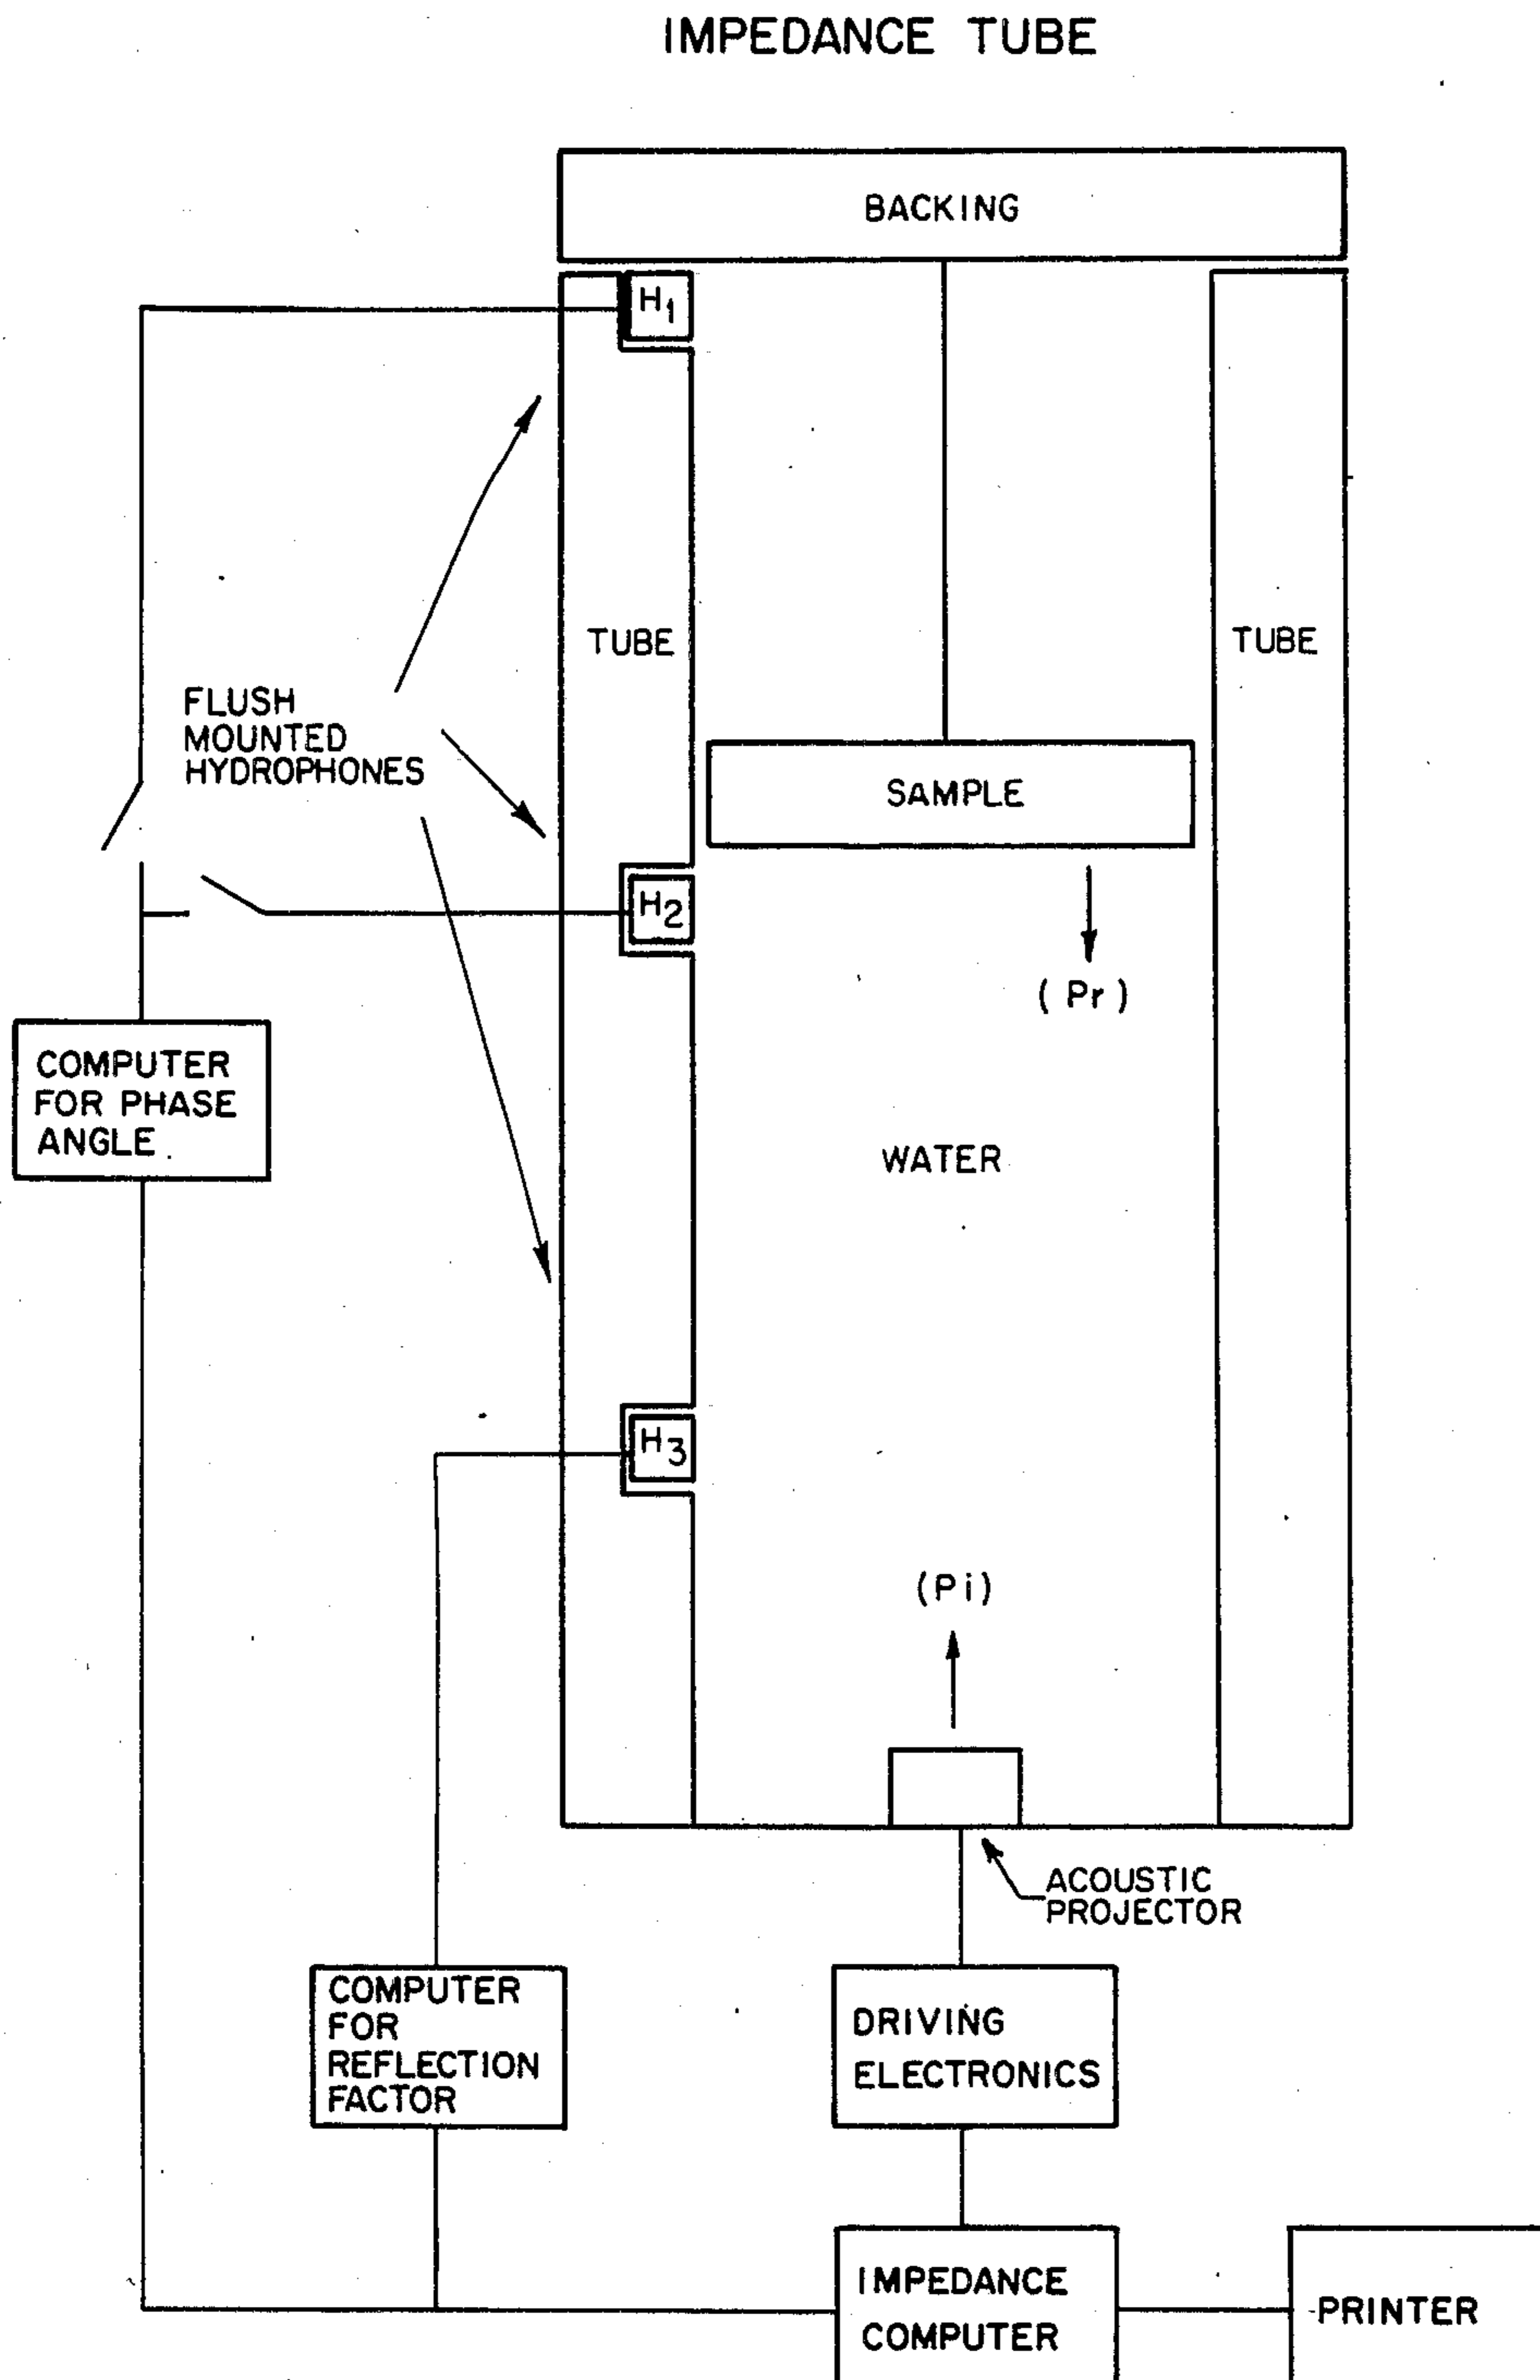 IMPEDANCE TUBE
BACKING
H1
TUBE
TUBE
FLUSH
MOUNTED
HYDROPHONES
SAMPLE
H2
(Pr)
COMPUTER
FOR PHASE
ANGLE
WATER
H3
(Pi)
ACOUSTIC
PROJECTOR
COMPUTER
FOR
REFLECTION
FACTOR
DRIVING
ELECTRONICS
IMPEDANCE
COMPUTER
PRINTER